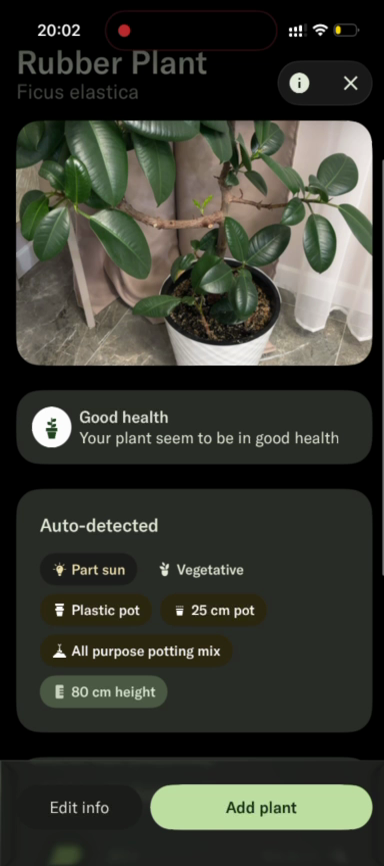 20:02
Rubber Plant
Ficus elastica
Good health
Your plant seem to be in good health
Auto-detected
Part sun
Vegetative
Plastic pot
25 cm pot
All purpose potting mix
80 cm height
Edit info
Add plant